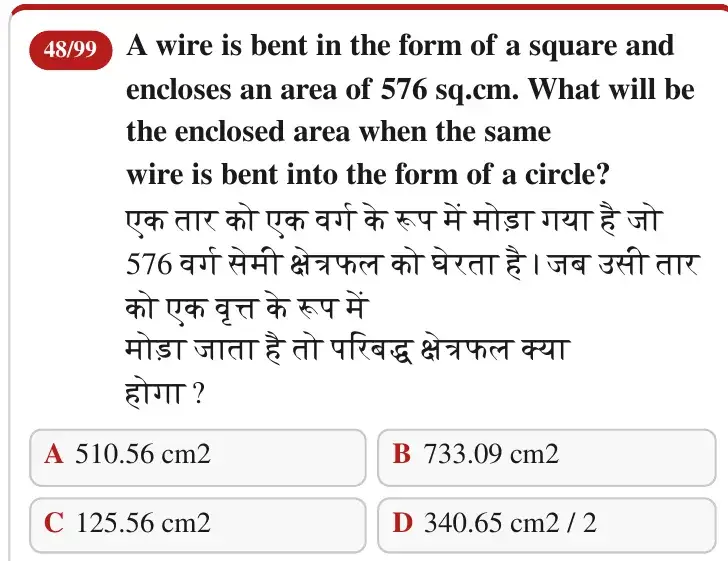 48/99 A wire is bent in the form of a square and
encloses an area of 576 sq.cm. What will be
the enclosed area when the same
wire is bent into the form of a circle?
एक तार को एक वर्ग के रूप में मोड़ा गया है जो
576 वर्ग सेमी क्षेत्रफल को घेरता है। जब उसी तार
को एक वृत्त के रूप में
मोड़ा जाता है तो परिबद्ध क्षेत्रफल क्या
होगा ?
A 510.56 cm2
B 733.09 cm2
C 125.56 cm2
D 340.65 cm2 / 2